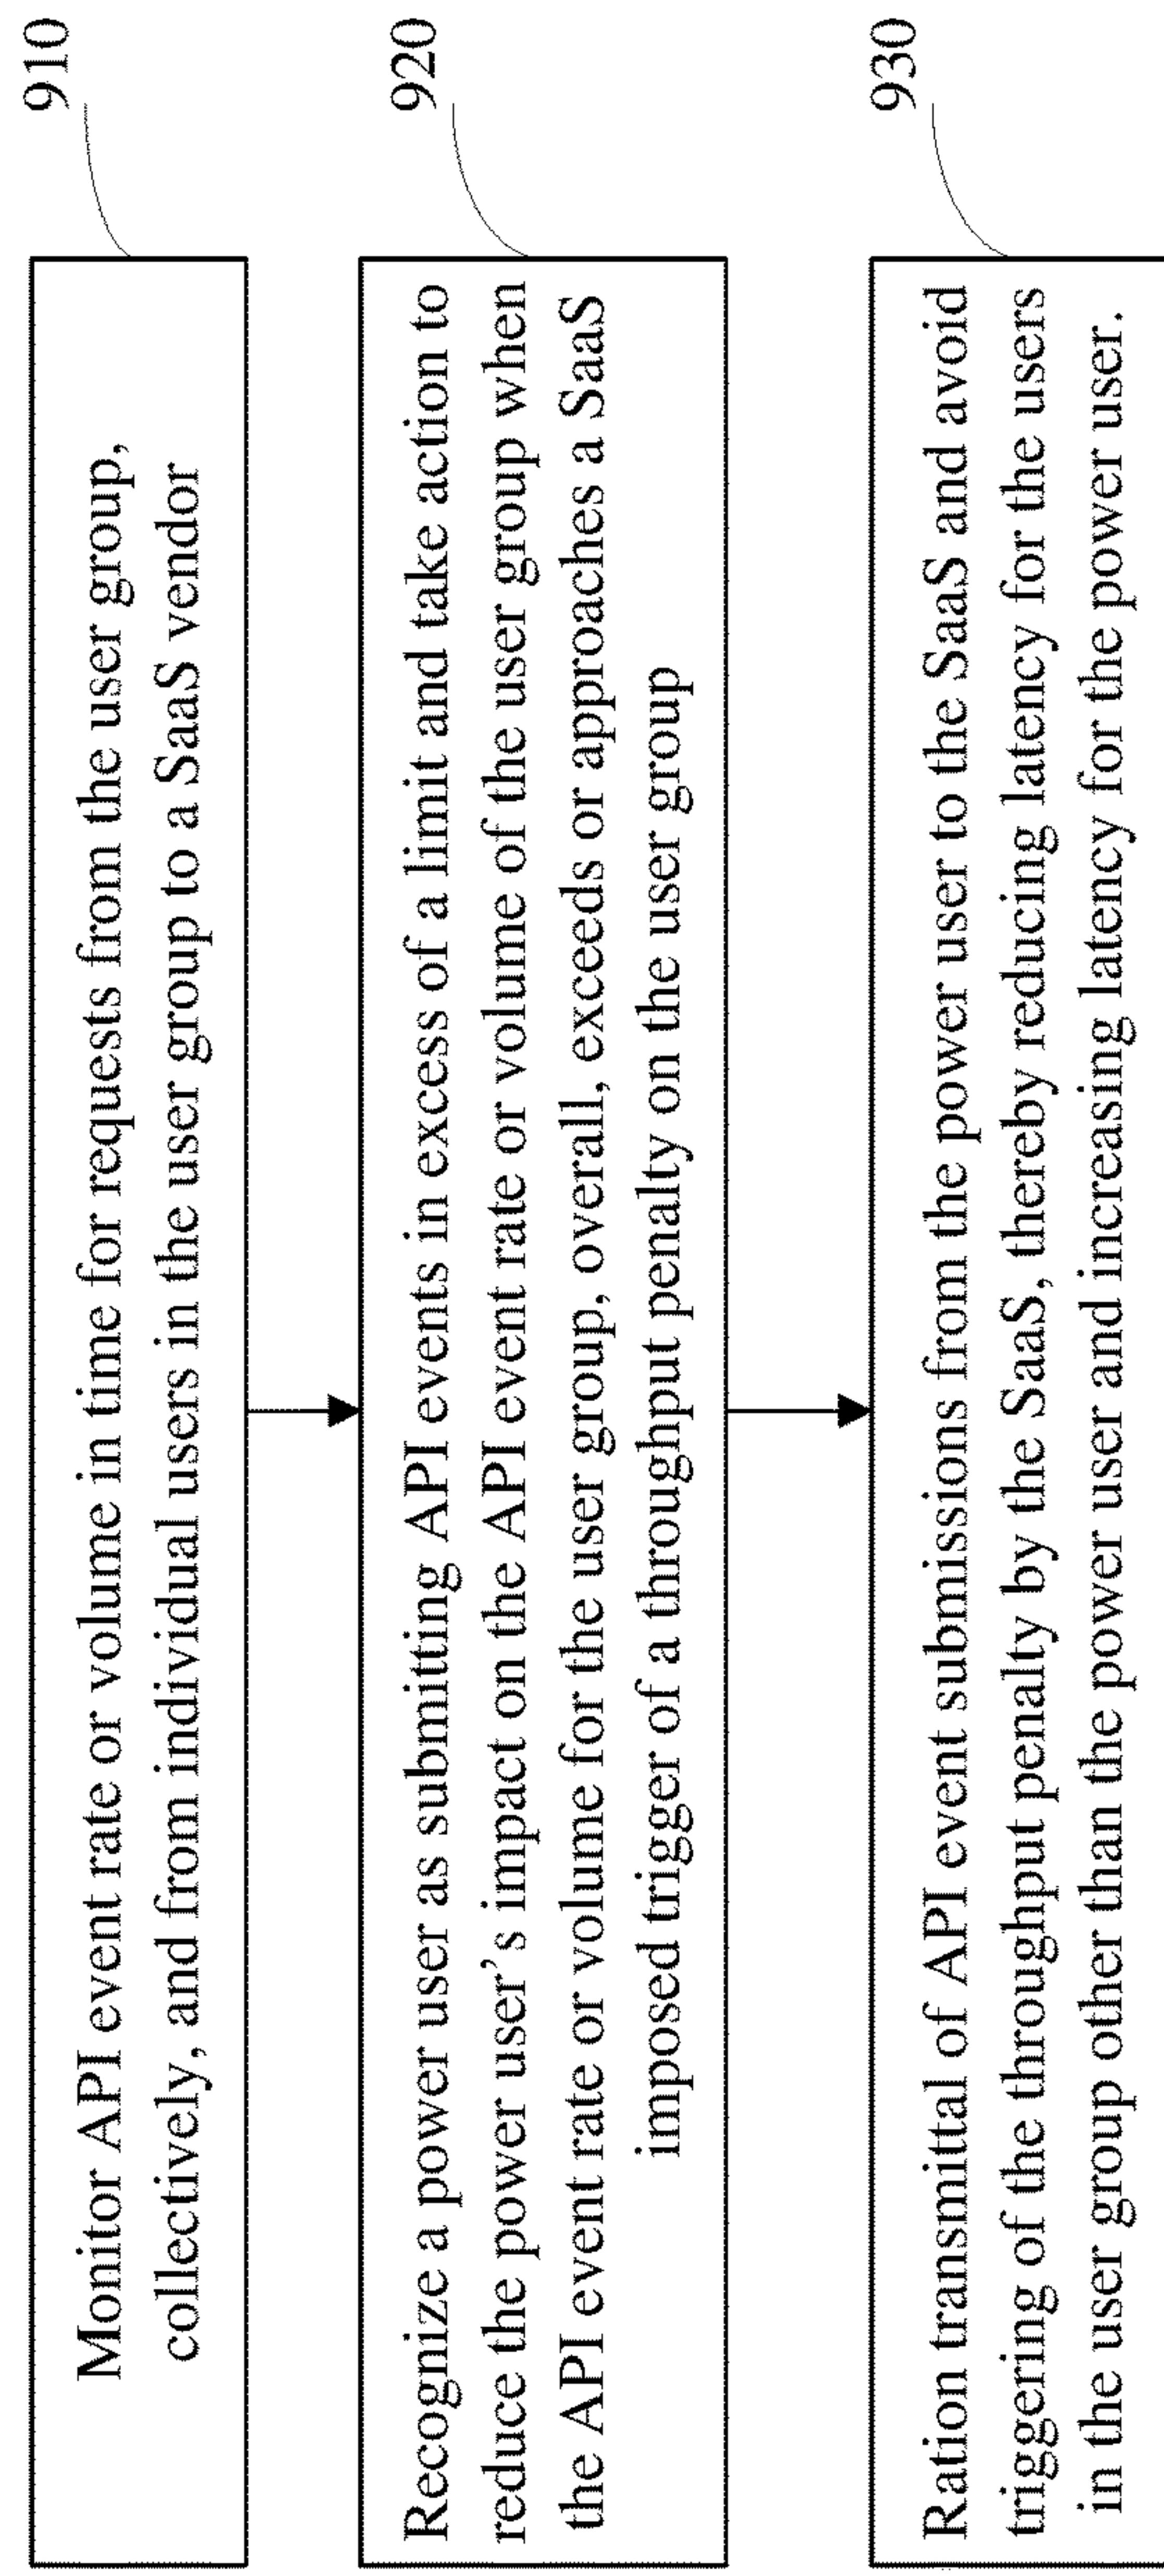 910
Monitor API event rate or volume in time for requests from the user group,
collectively, and from individual users in the user group to a SaaS vendor
920
Recognize a power user as submitting API events in excess of a limit and take action to
reduce the power user's impact on the API event rate or volume of the user group when
the API event rate or volume for the user group, overall, exceeds or approaches a SaaS
imposed trigger of a throughput penalty on the user group
930
Ration transmittal of API event submissions from the power user to the SaaS and avoid
triggering of the throughput penalty by the SaaS, thereby reducing latency for the users
in the user group other than the power user and increasing latency for the power user.